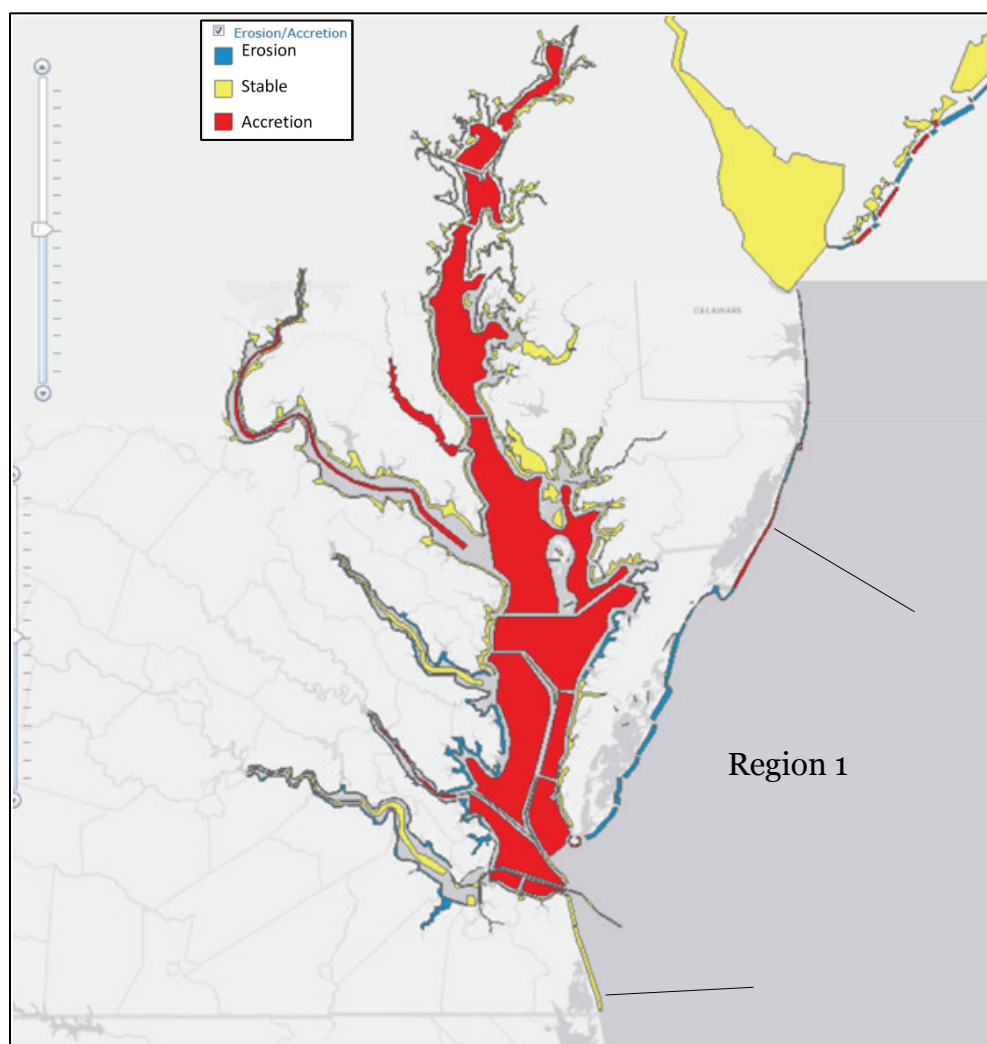 Erosion/Accretion
Erosion
Stable
Accretion
DELAWARE
Region 1